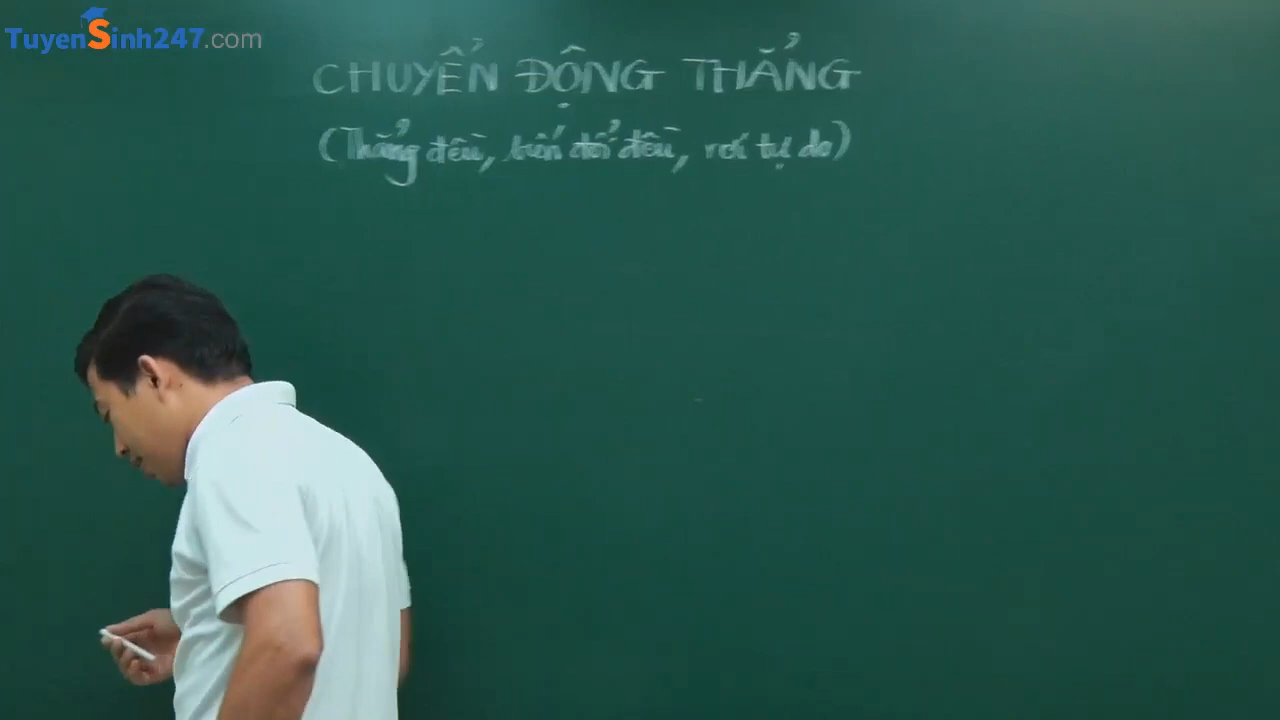 TuyenSinh247.com
CHUYỂN ĐỘNG THẲNG
(Thẳng đều, biến đổi đều, rơi tự do)